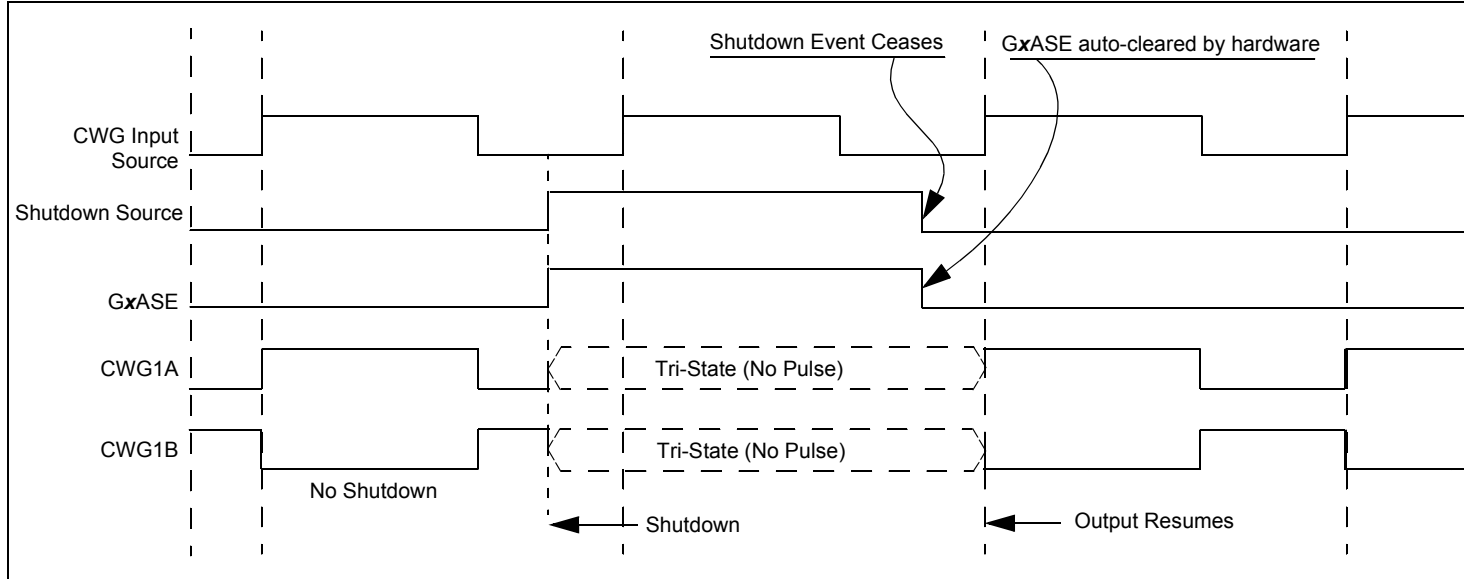 Shutdown Event Ceases
GxASE auto-cleared by hardware
CWG Input
Source
Shutdown Source
GxASE
CWG1A
Tri-State (No Pulse)
CWG1B
Tri-State (No Pulse)
No Shutdown
Shutdown
Output Resumes